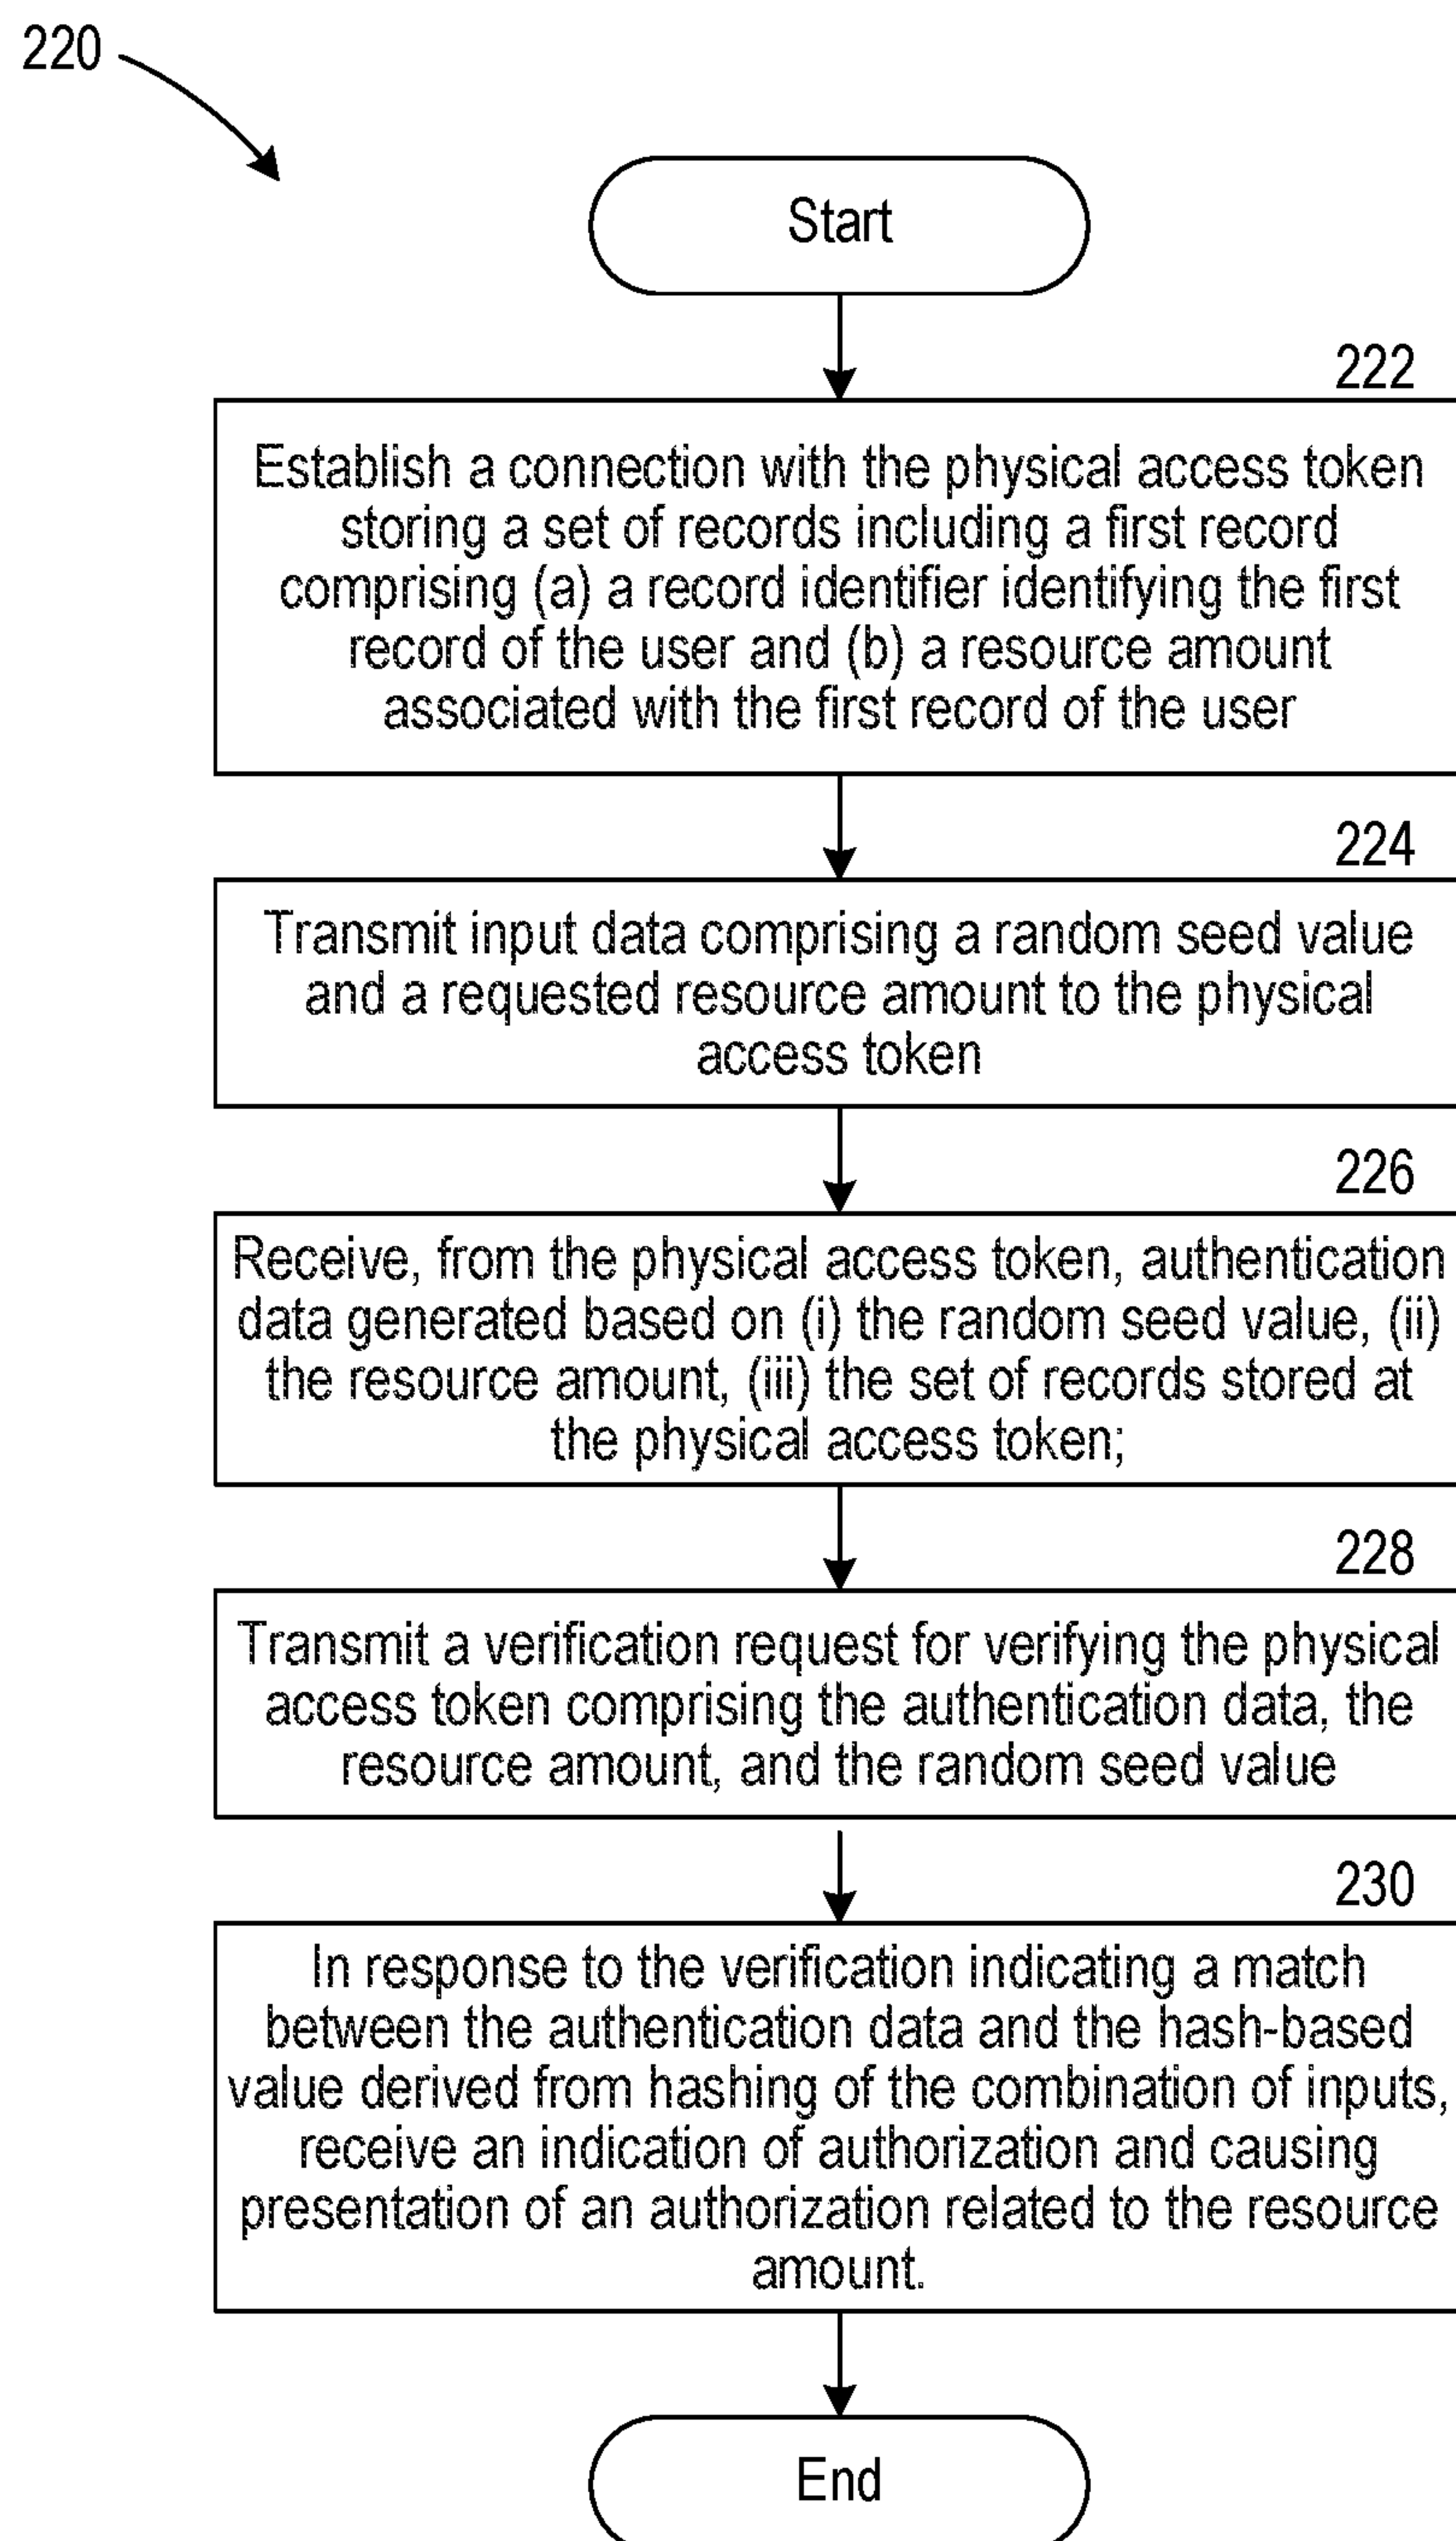 220
Start
222
Establish a connection with the physical access token
storing a set of records including a first record
comprising (a) a record identifier identifying the first
record of the user and (b) a resource amount
associated with the first record of the user
224
Transmit input data comprising a random seed value
and a requested resource amount to the physical
access token
226
Receive, from the physical access token, authentication
data generated based on (i) the random seed value, (ii)
the resource amount, (iii) the set of records stored at
the physical access token;
228
Transmit a verification request for verifying the physical
access token comprising the authentication data, the
resource amount, and the random seed value
230
In response to the verification indicating a match
between the authentication data and the hash-based
value derived from hashing of the combination of inputs,
receive an indication of authorization and causing
presentation of an authorization related to the resource
amount.
End